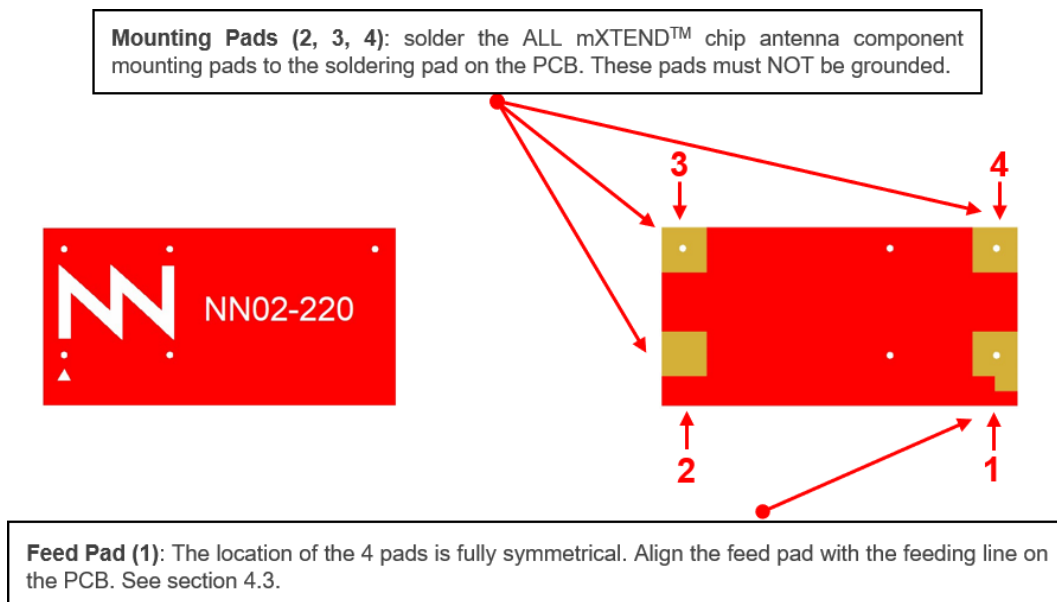 Mounting Pads (2, 3, 4): solder the ALL mXTEND™ chip antenna component
mounting pads to the soldering pad on the PCB. These pads must NOT be grounded.
3
4
NN02-220
2
1
Feed Pad (1): The location of the 4 pads is fully symmetrical. Align the feed pad with the feeding line on
the PCB. See section 4.3.